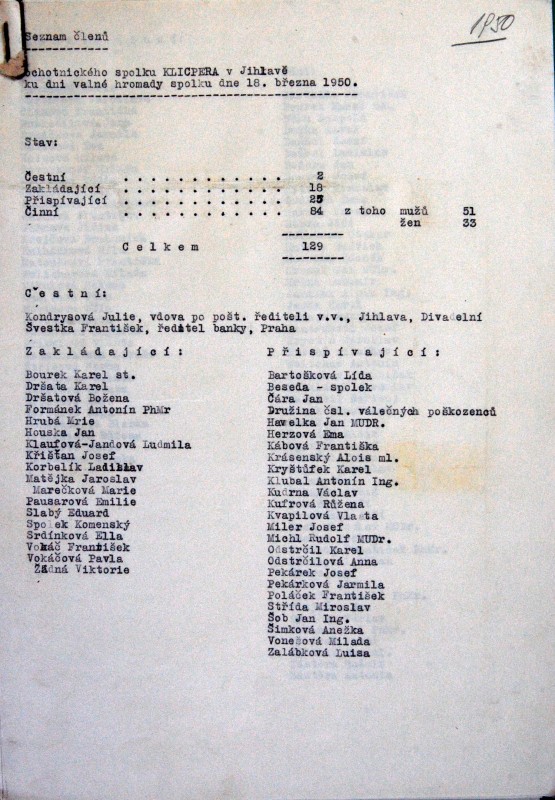 1950
Seznam členů
ochotnického spolku KLICPERA v Jihlavě
ku dni valné hromady spolku dne 18. března 1950.
Stav:
Čestní . . . . . . . . . . . . 2
Zakládající . . . . . . . . . . . . 18
Přispívající . . . . . . . . . . . . 25
Činní . . . . . . . . . . . . 84 z toho mužů 51
žen 33
C e l k e m 129
Č e s t n í :
Kondrysová Julie, vdova po pošt. řediteli v.v., Jihlava, Divadelní
Švestka František, ředitel banky, Praha
Z a k l á d a j í c í :
Bourek Karel st.
Držata Karel
Držatová Božena
Formánek Antonín PhMr
Hrubá Mrie
Houska Jan
Klaufová-Jandová Ludmila
Křišťan Josef
Korbelík Ladislav
Matějka Jaroslav
Marečková Marie
Pausarová Emilie
Slabý Eduard
Spolek Komenský
Srdínková Ella
Vokáč František
Vokáčová Pavla
Žádná Viktorie
P ř i s p í v a j í c í :
Bartošková Lída
Beseda - spolek
Čára Jan
Družina čsl. válečných poškozenců
Havelka Jan MUDR.
Herzová Ema
Kábová Františka
Krásenský Alois ml.
Kryštůfek Karel
Klubal Antonín Ing.
Kudrna Václav
Kufrová Růžena
Kvapilová Vlasta
Miler Josef
Michl Rudolf MUDr.
Odstrčil Karel
Odstrčilová Anna
Pekárek Josef
Pekárková Jarmila
Poláček František
Střída Miroslav
Šob Jan Ing.
Šimková Anežka
Vonešová Milada
Zalábková Luisa